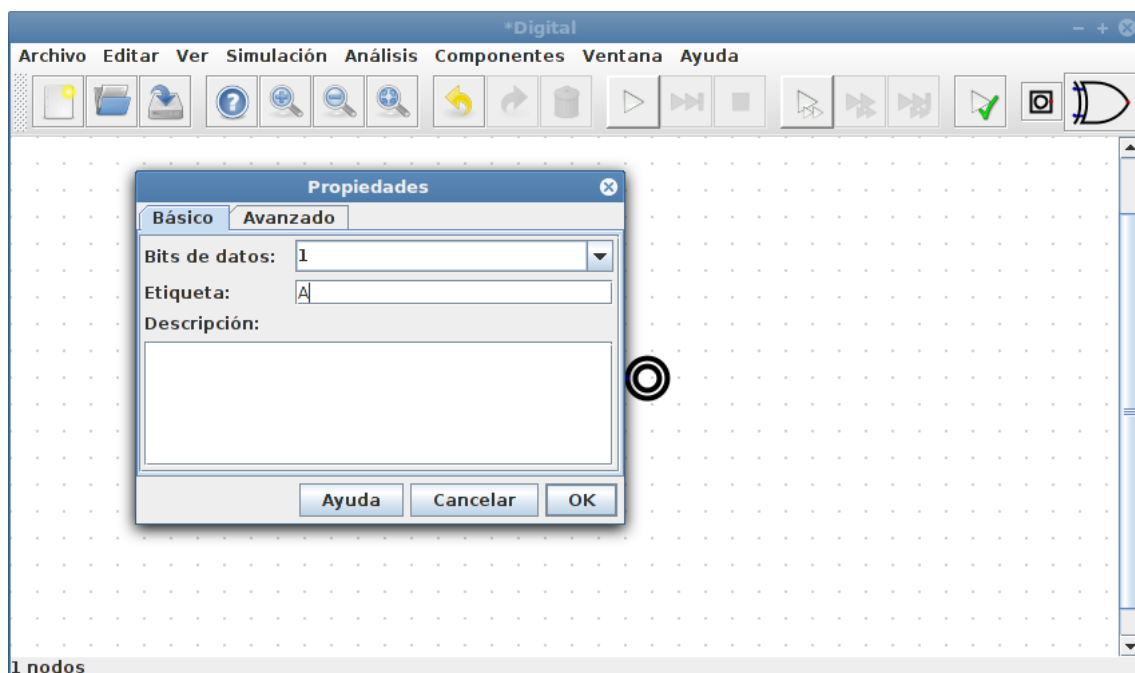 *Digital
Archivo Editar Ver Simulación Análisis Componentes Ventana Ayuda
Propiedades
Básico Avanzado
Bits de datos: 1
Etiqueta: A
Descripción:
Ayuda Cancelar OK
1 nodos